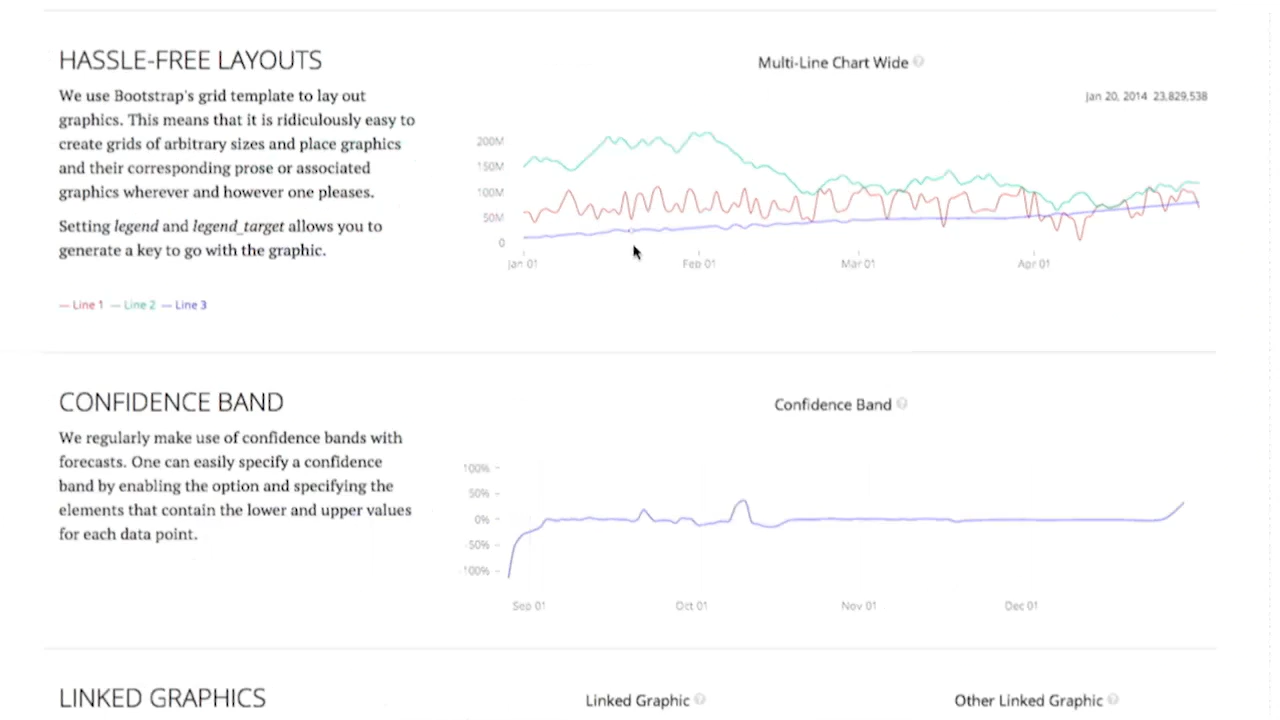 HASSLE-FREE LAYOUTS
We use Bootstrap's grid template to lay out
graphics. This means that it is ridiculously easy to
create grids of arbitrary sizes and place graphics
and their corresponding prose or associated
graphics wherever and however one pleases.
Setting legend and legend_target allows you to
generate a key to go with the graphic.
— Line 1 — Line 2 — Line 3
Multi-Line Chart Wide ?
Jan 20, 2014 23,829,538
200M
150M
100M
50M
0
Jan 01 Feb 01 Mar 01 Apr 01
CONFIDENCE BAND
We regularly make use of confidence bands with
forecasts. One can easily specify a confidence
band by enabling the option and specifying the
elements that contain the lower and upper values
for each data point.
Confidence Band ?
100%
50%
0%
-50%
-100%
Sep 01 Oct 01 Nov 01 Dec 01
LINKED GRAPHICS
Linked Graphic ?
Other Linked Graphic ?